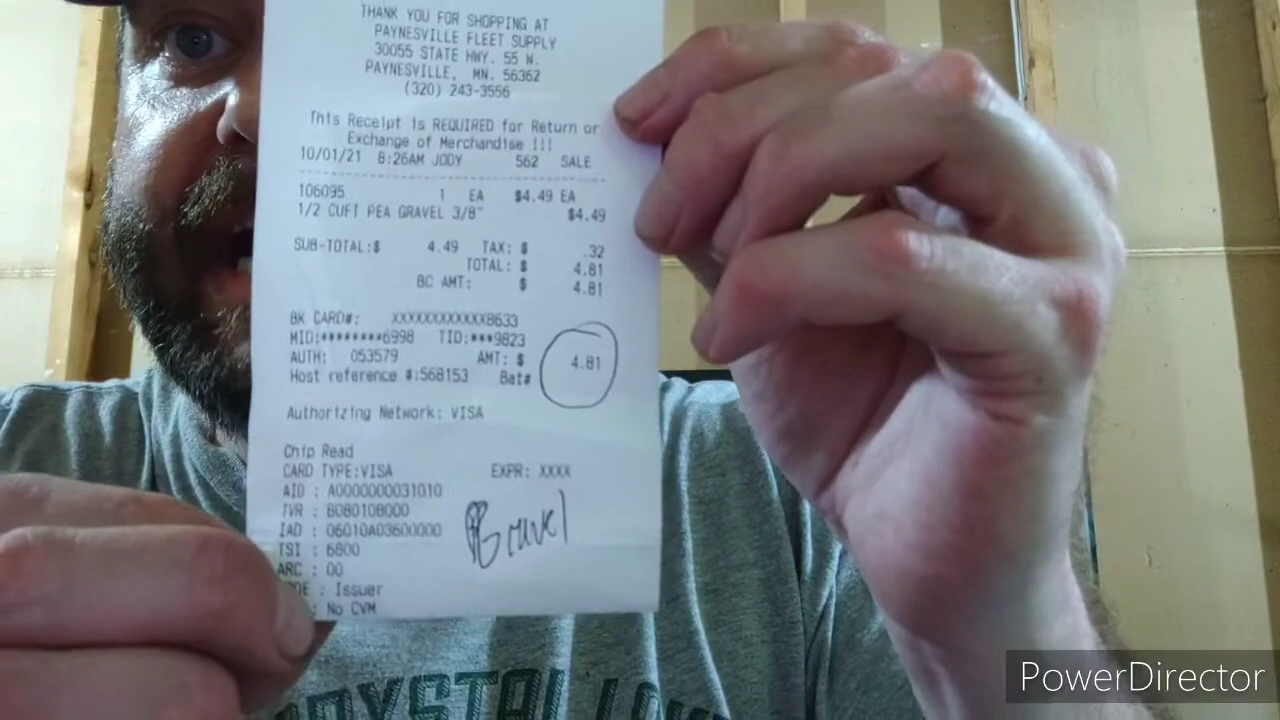 THANK YOU FOR SHOPPING AT
PAYNESVILLE FLEET SUPPLY
30055 STATE HWY. 55 W.
PAYNESVILLE, MN. 56362
(320) 243-3556
This Receipt is REQUIRED for Return or
Exchange of Merchandise !!!
10/01/21 8:26AM JODY 562 SALE
106095 1 EA $4.49 EA
1/2 CUFT PEA GRAVEL 3/8" $4.49
SUB-TOTAL:$ 4.49 TAX: $ .32
TOTAL: $ 4.81
BC AMT: $ 4.81
BK CARD#: XXXXXXXXXXXX8633
MID:********6998 TID:***9823
AUTH: 053579 AMT: $ 4.81
Host reference #:568153 Bat#
Authorizing Network: VISA
Chip Read
CARD TYPE:VISA EXPR: XXXX
AID : A0000000031010
TVR : 8080108000
IAD : 06010A03600000
TSI : 6800
ARC : 00
: Issuer
: No CVM
Gravel
CRYSTAL LAKE
PowerDirector